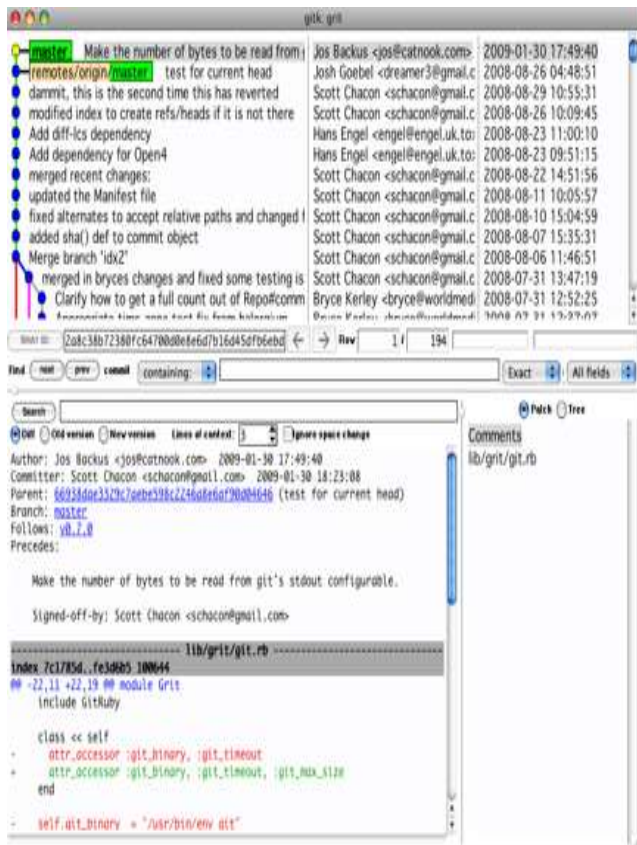 gitk: grit
master Make the number of bytes to be read from Jos Backus <jos@catnook.com> 2009-01-30 17:49:40
remotes/origin/master test for current head Josh Goebel <dreamer3@gmail.c 2008-08-26 04:48:51
dammit, this is the second time this has reverted Scott Chacon <schacon@gmail.c 2008-08-29 10:55:31
modified index to create refs/heads if it is not there Scott Chacon <schacon@gmail.c 2008-08-26 10:09:45
Add diff-lcs dependency Hans Engel <engel@engel.uk.to> 2008-08-23 11:00:10
Add dependency for Open4 Hans Engel <engel@engel.uk.to> 2008-08-23 09:51:15
merged recent changes: Scott Chacon <schacon@gmail.c 2008-08-22 14:51:56
updated the Manifest file Scott Chacon <schacon@gmail.c 2008-08-11 10:05:57
fixed alternates to accept relative paths and changed f Scott Chacon <schacon@gmail.c 2008-08-10 15:04:59
added sha() def to commit object Scott Chacon <schacon@gmail.c 2008-08-07 15:35:31
Merge branch 'idx2' Scott Chacon <schacon@gmail.c 2008-08-06 11:46:51
merged in bryces changes and fixed some testing is Scott Chacon <schacon@gmail.c 2008-07-31 13:47:19
Clarify how to get a full count out of Repo#comm Bryce Kerley <bryce@worldmedi 2008-07-31 12:52:25
SHA1 ID: Row 1 / 194
Find next prev commit containing: Exact All fields
Search Patch Tree
Diff Old version New version Lines of context: 3 Ignore space change
Comments
lib/grit/git.rb
Author: Jos Backus <jos@catnook.com> 2009-01-30 17:49:40
Committer: Scott Chacon <schacon@gmail.com> 2009-01-30 18:23:08
Parent: (test for current head)
Branch: master
Follows: v0.7.0
Precedes:
Make the number of bytes to be read from git's stdout configurable.
Signed-off-by: Scott Chacon <schacon@gmail.com>
lib/grit/git.rb
index 7c1785d..fe3d6b5 100644
@@ -22,11 +22,19 @@ module Grit
include GitRuby
class << self
- attr_accessor :git_binary, :git_timeout
+ attr_accessor :git_binary, :git_timeout, :git_max_size
end
- self.git_binary = "/usr/bin/env git"